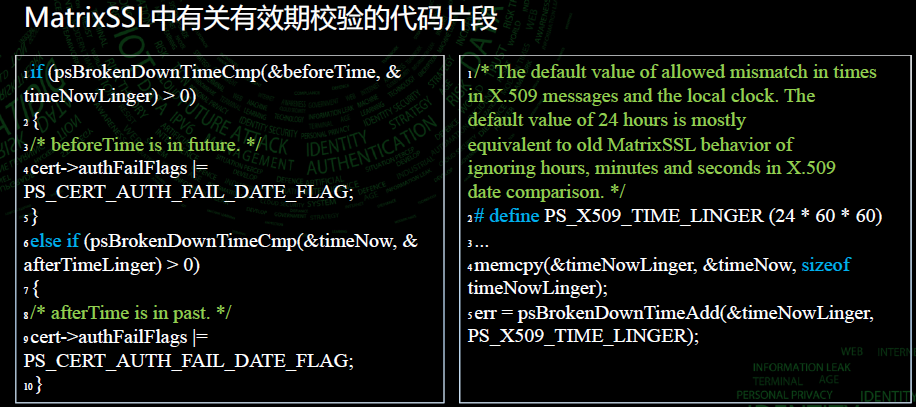 MatrixSSL中有关有效期校验的代码片段
1 if (psBrokenDownTimeCmp(&beforeTime, &
timeNowLinger) > 0)
2 {
3 /* beforeTime is in future. */
4 cert->authFailFlags |=
PS_CERT_AUTH_FAIL_DATE_FLAG;
5 }
6 else if (psBrokenDownTimeCmp(&timeNow, &
afterTimeLinger) > 0)
7 {
8 /* afterTime is in past. */
9 cert->authFailFlags |=
PS_CERT_AUTH_FAIL_DATE_FLAG;
10 }
1 /* The default value of allowed mismatch in times
in X.509 messages and the local clock. The
default value of 24 hours is mostly
equivalent to old MatrixSSL behavior of
ignoring hours, minutes and seconds in X.509
date comparison. */
2 # define PS_X509_TIME_LINGER (24 * 60 * 60)
3 ...
4 memcpy(&timeNowLinger, &timeNow, sizeof
timeNowLinger);
5 err = psBrokenDownTimeAdd(&timeNowLinger,
PS_X509_TIME_LINGER);
IDENTITY
AUTHENTICATION
WEB INTERN
INFORMATION LEAK
TERMINAL AGE
PERSONAL PRIVACY IDENTITY